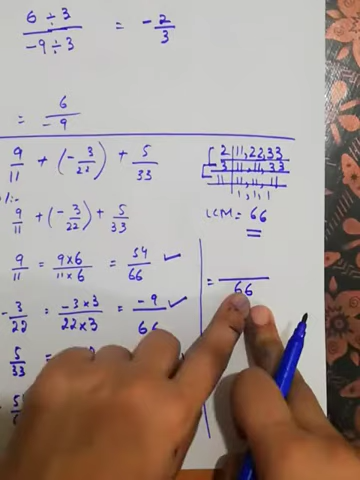 6 ÷ 3 / -9 ÷ 3 = - 2/3
= 6/-9
9/11 + (- 3/22) + 5/33
9/11 + (- 3/22) + 5/33
9/11 = 9×6 / 11×6 = 54/66 ✓
-3/22 = -3×3 / 22×3 = -9/66 ✓
5/33 =
2 | 11, 22, 33
3 | 11, 11, 33
11 | 11, 11, 11
1, 1, 1
LCM = 66
= /66